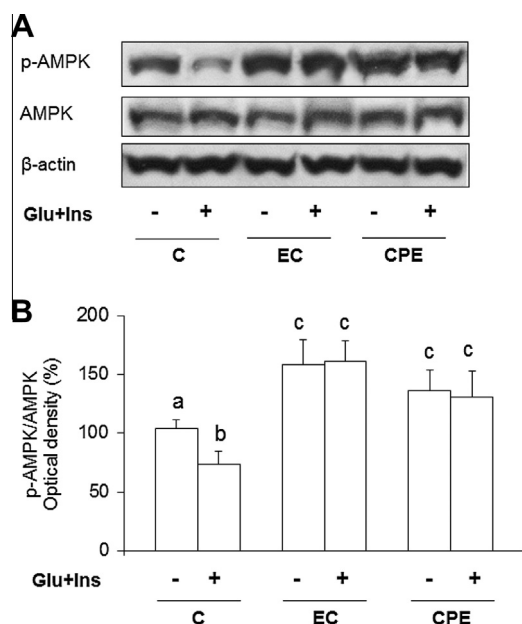 A
p-AMPK
AMPK
β-actin
Glu+Ins - + - + - +
C EC CPE
B
p-AMPK/AMPK
Optical density (%)
200
150
100
50
0
a b c c c c
Glu+Ins - + - + - +
C EC CPE